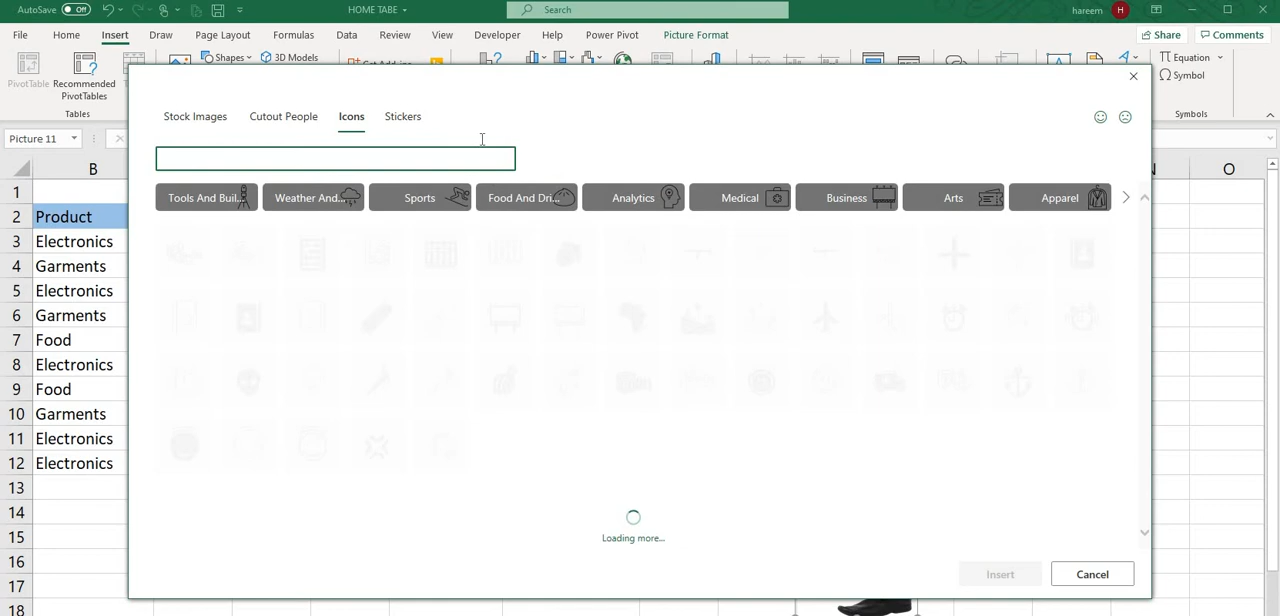 AutoSave Off HOME TABE Search hareem H
File Home Insert Draw Page Layout Formulas Data Review View Developer Help Power Pivot Picture Format Share Comments
Shapes 3D Models Equation
PivotTable Recommended Symbol
PivotTables
Tables Symbols
Picture 11
Stock Images Cutout People Icons Stickers
Tools And Buil... Weather And... Sports Food And Dri... Analytics Medical Business Arts Apparel
B O
1
2 Product
3 Electronics
4 Garments
5 Electronics
6 Garments
7 Food
8 Electronics
9 Food
10 Garments
11 Electronics
12 Electronics
13
14
15
16
17
18
Loading more...
Insert Cancel